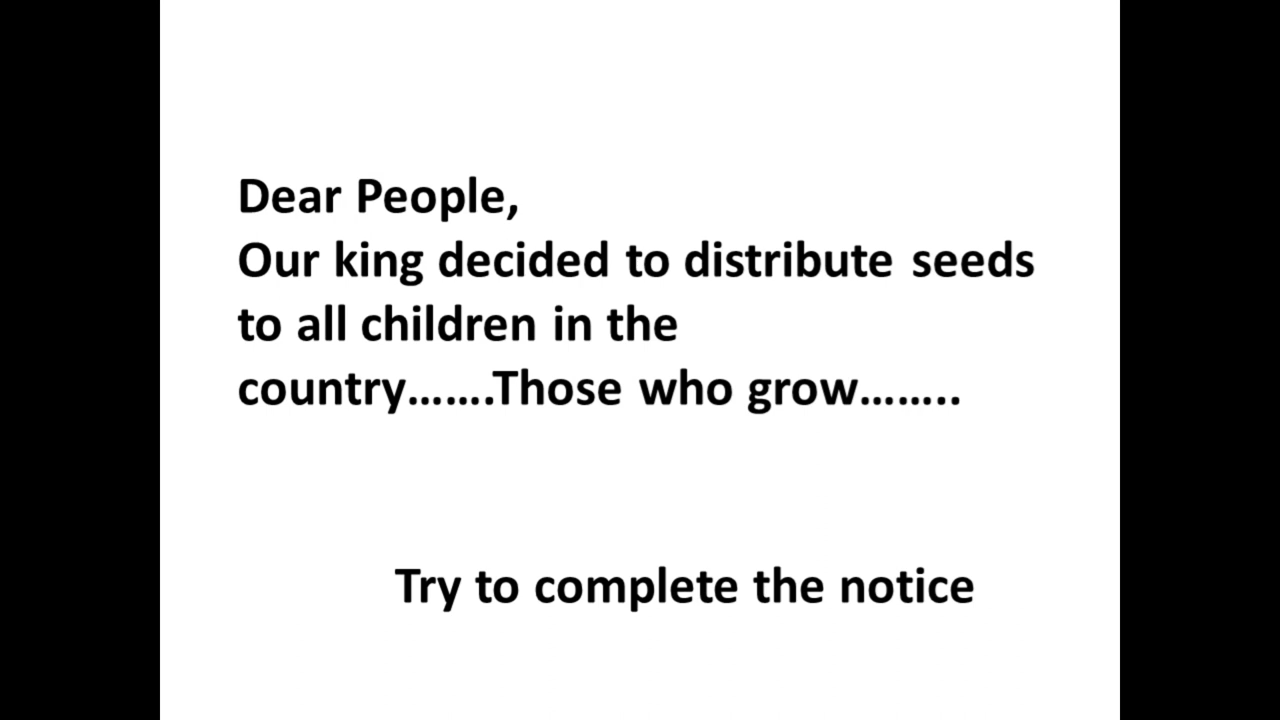 Dear People,
Our king decided to distribute seeds
to all children in the
country…….Those who grow……..
Try to complete the notice